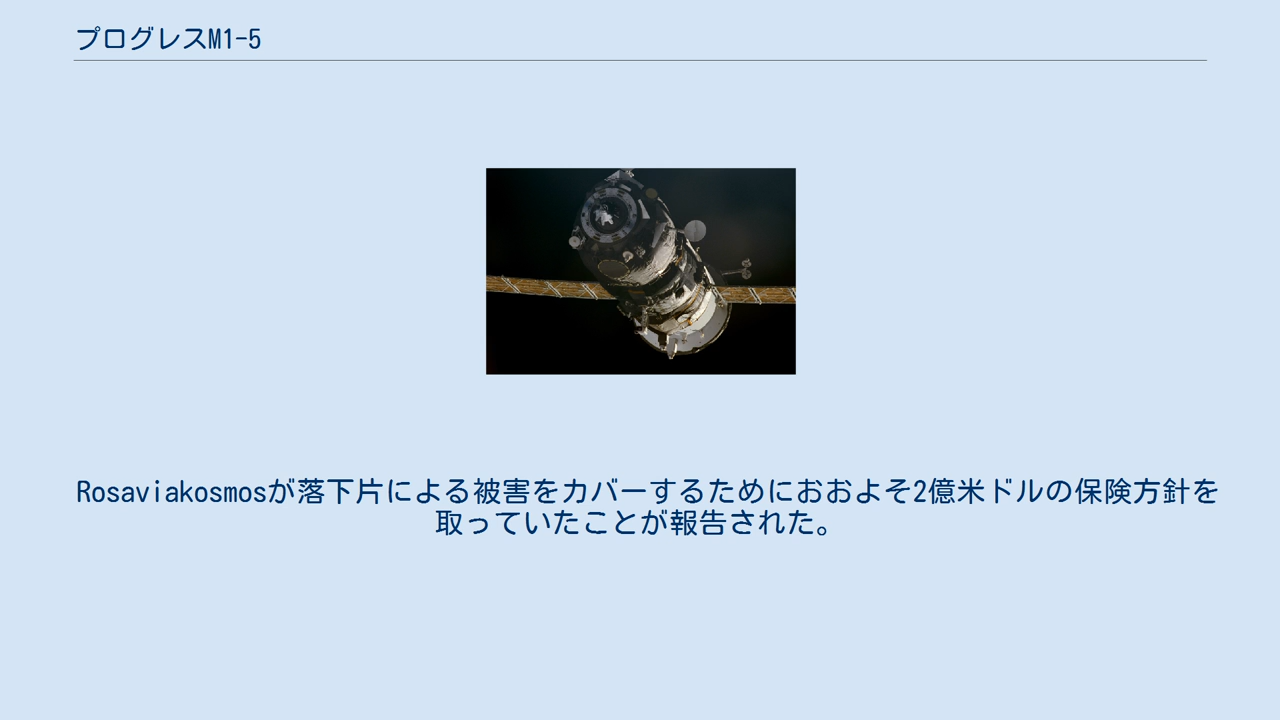 プログレスM1-5
Rosaviakosmosが落下片による被害をカバーするためにおおよそ2億米ドルの保険方針を
取っていたことが報告された。